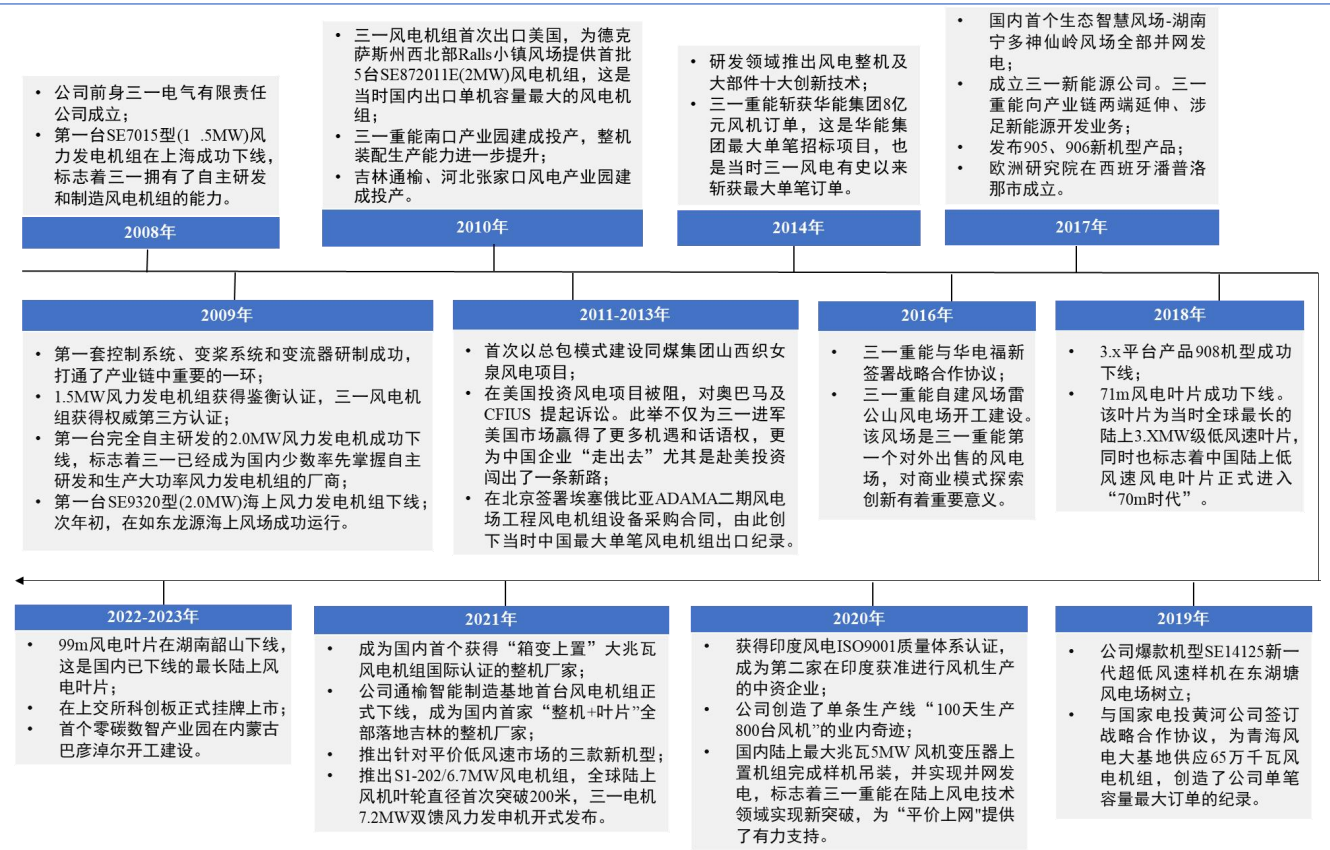 • 公司前身三一电气有限责任
公司成立；
• 第一台SE7015型(1 .5MW)风
力发电机组在上海成功下线，
标志着三一拥有了自主研发
和制造风电机组的能力。
2008年
• 三一风电机组首次出口美国，为德克
萨斯州西北部Ralls小镇风场提供首批
5台SE872011E(2MW)风电机组，这是
当时国内出口单机容量最大的风电机
组；
• 三一重能南口产业园建成投产，整机
装配生产能力进一步提升；
• 吉林通榆、河北张家口风电产业园建
成投产。
2010年
• 研发领域推出风电整机及
大部件十大创新技术；
• 三一重能斩获华能集团8亿
元风机订单，这是华能集
团最大单笔招标项目，也
是当时三一风电有史以来
斩获最大单笔订单。
2014年
• 国内首个生态智慧风场-湖南
宁乡神仙岭风场全部并网发
电；
• 成立三一新能源公司。三一
重能向产业链两端延伸、涉
足新能源开发业务；
• 发布905、906新机型产品；
• 欧洲研究院在西班牙潘普洛
那市成立。
2017年
2009年
• 第一套控制系统、变桨系统和变流器研制成功，
打通了产业链中重要的一环；
• 1.5MW风力发电机组获得鉴衡认证，三一风电机
组获得权威第三方认证；
• 第一台完全自主研发的2.0MW风力发电机成功下
线，标志着三一已经成为国内少数率先掌握自主
研发和生产大功率风力发电机组的厂商；
• 第一台SE9320型(2.0MW)海上风力发电机组下线；
次年初，在如东龙源海上风场成功运行。
2011-2013年
• 首次以总包模式建设同煤集团山西织女
泉风电项目；
• 在美国投资风电项目被阻，对奥巴马及
CFIUS 提起诉讼。此举不仅为三一进军
美国市场赢得了更多机遇和话语权，更
为中国企业“走出去”尤其是赴美投资
闯出了一条新路；
• 在北京签署埃塞俄比亚ADAMA二期风电
场工程风电机组设备采购合同，由此创
下当时中国最大单笔风电机组出口纪录。
2016年
• 三一重能与华电福新
签署战略合作协议；
• 三一重能自建风场雷
公山风电场开工建设。
该风场是三一重能第
一个对外出售的风电
场，对商业模式探索
创新有着重要意义。
2018年
• 3.x平台产品908机型成功
下线；
• 71m风电叶片成功下线。
该叶片为当时全球最长的
陆上3.XMW级低风速叶片，
同时也标志着中国陆上低
风速风电叶片正式进入
“70m时代”。
2022-2023年
• 99m风电叶片在湖南韶山下线，
这是国内已下线的最长陆上风
电叶片；
• 在上交所科创板正式挂牌上市；
• 首个零碳数智产业园在内蒙古
巴彦淖尔开工建设。
2021年
• 成为国内首个获得“箱变上置”大兆瓦
风电机组国际认证的整机厂家；
• 公司通榆智能制造基地首台风电机组正
式下线，成为国内首家“整机+叶片”全
部落地吉林的整机厂家；
• 推出针对平价低风速市场的三款新机型；
• 推出S1-202/6.7MW风电机组，全球陆上
风机叶轮直径首次突破200米，三一电机
7.2MW双馈风力发申机开式发布。
2020年
• 获得印度风电ISO9001质量体系认证，
成为第二家在印度获准进行风机生产
的中资企业；
• 公司创造了单条生产线“100天生产
800台风机”的业内奇迹；
• 国内陆上最大兆瓦5MW 风机变压器上
置机组完成样机吊装，并实现并网发
电，标志着三一重能在陆上风电技术
领域实现新突破，为“平价上网"提供
了有力支持。
2019年
• 公司爆款机型SE14125新一
代超低风速样机在东湖塘
风电场树立；
• 与国家电投黄河公司签订
战略合作协议，为青海风
电大基地供应65万千瓦风
电机组，创造了公司单笔
容量最大订单的纪录。